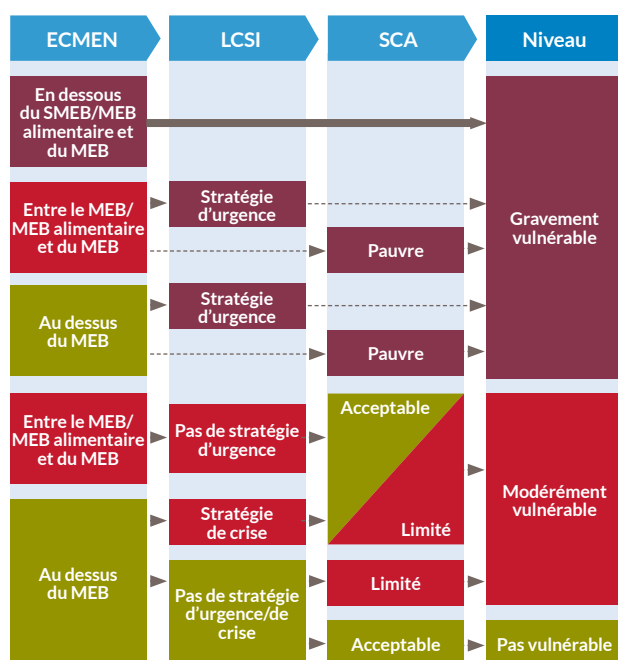 ECMEN
LCSI
SCA
Niveau
En dessous
du SMEB/MEB
alimentaire et
du MEB
Entre le MEB/
MEB alimentaire
et du MEB
Stratégie
d'urgence
Pauvre
Gravement
vulnérable
Au dessus
du MEB
Stratégie
d'urgence
Pauvre
Entre le MEB/
MEB alimentaire
et du MEB
Pas de stratégie
d'urgence
Acceptable
Limité
Modérément
vulnérable
Au dessus
du MEB
Stratégie
de crise
Pas de stratégie
d'urgence/de
crise
Limité
Acceptable
Pas vulnérable